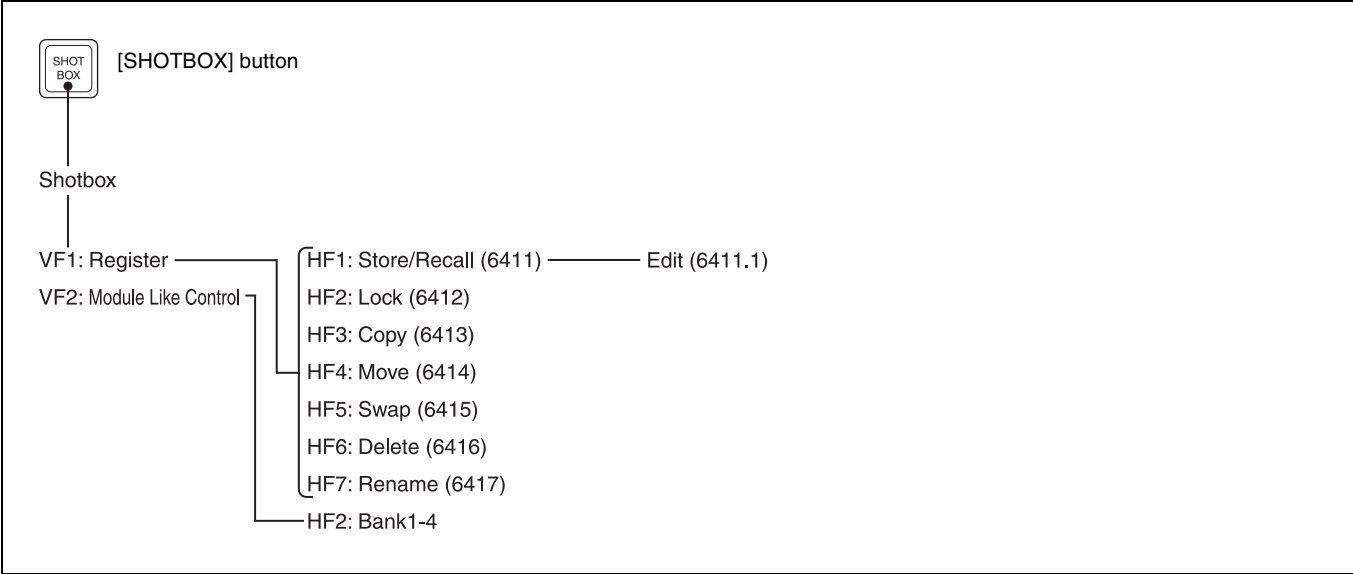 SHOT
BOX
[SHOTBOX] button
Shotbox
VF1: Register
HF1: Store/Recall (6411)
Edit (6411.1)
VF2: Module Like Control
HF2: Lock (6412)
HF3: Copy (6413)
HF4: Move (6414)
HF5: Swap (6415)
HF6: Delete (6416)
HF7: Rename (6417)
HF2: Bank1-4